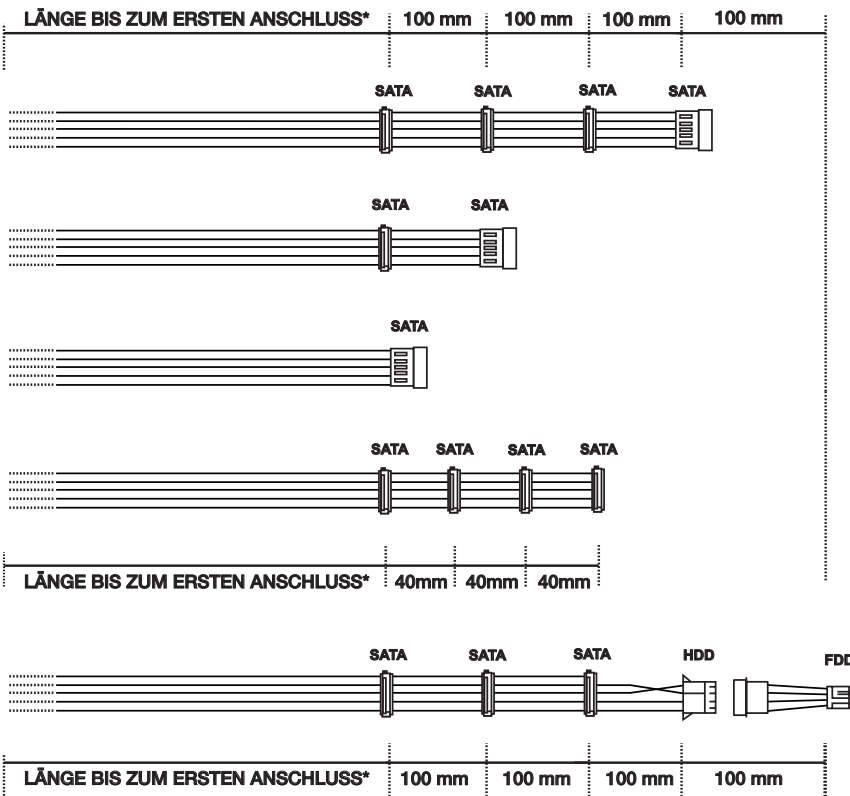 LÄNGE BIS ZUM ERSTEN ANSCHLUSS* 100 mm 100 mm 100 mm 100 mm
SATA SATA SATA SATA
SATA SATA
SATA
SATA SATA SATA SATA
LÄNGE BIS ZUM ERSTEN ANSCHLUSS* 40mm 40mm 40mm
SATA SATA SATA HDD FDD
LÄNGE BIS ZUM ERSTEN ANSCHLUSS* 100 mm 100 mm 100 mm 100 mm